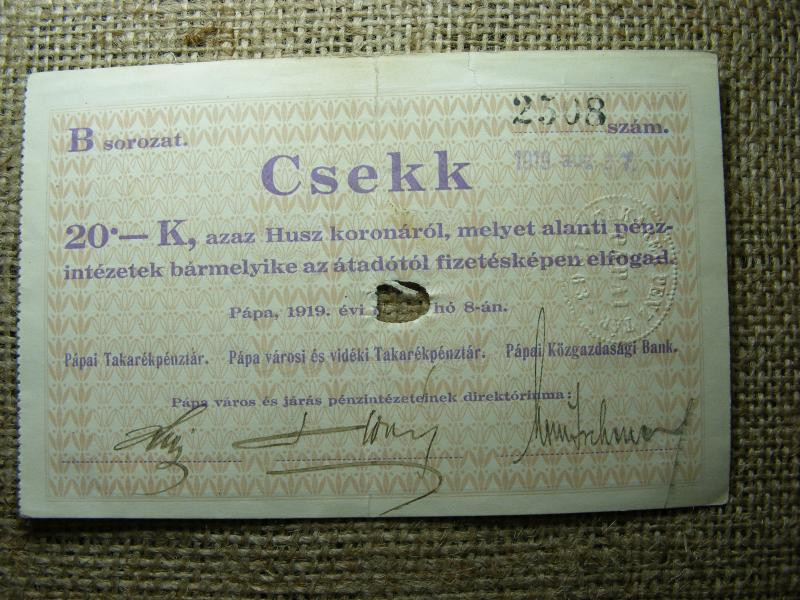 B sorozat.
2508 szám.
1919
Csekk
20·— K, azaz Husz koronáról, melyet alanti pénz-
intézetek bármelyike az átadótól fizetésképen elfogad.
Pápa, 1919. évi hó 8-án.
Pápai Takarékpénztár. Pápa városi és vidéki Takarékpénztár. Pápai Közgazdasági Bank.
Pápa város és járás pénzintézeteinek direktóriuma: